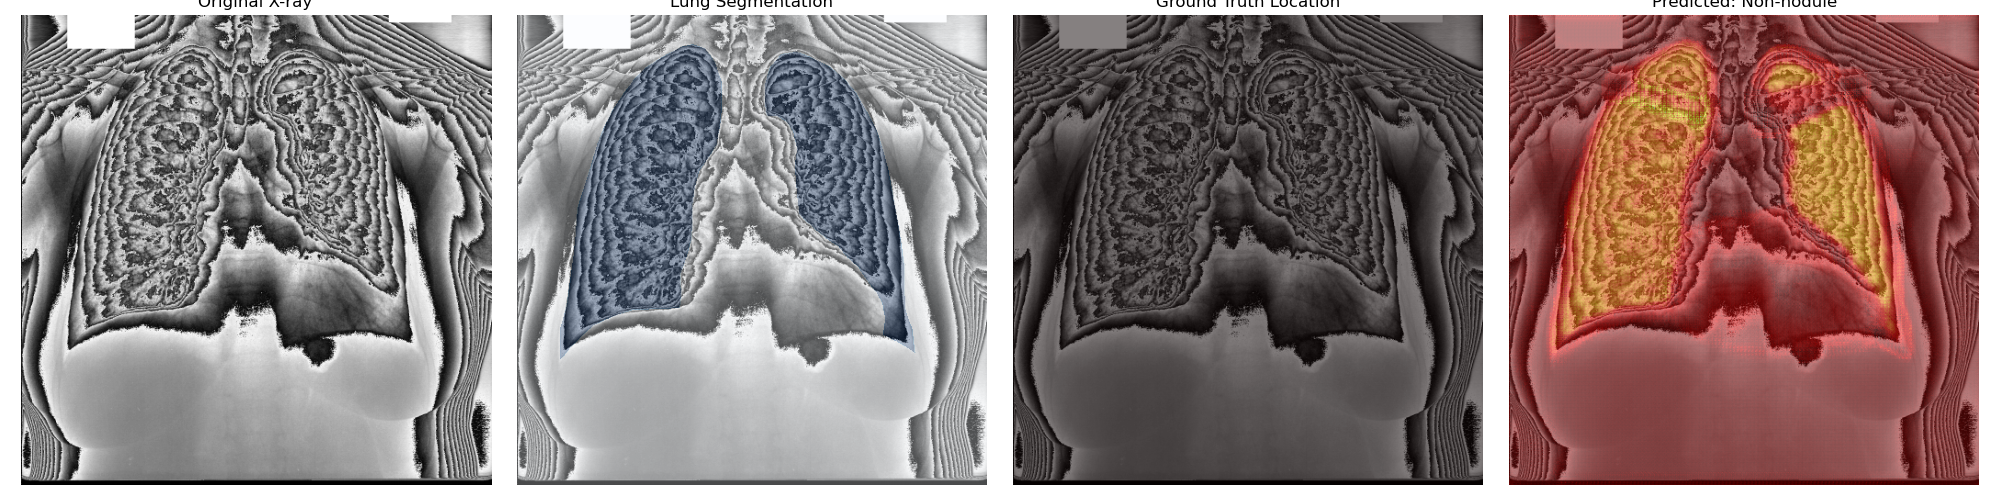 Original X-ray
Lung Segmentation
Ground Truth Location
Predicted: Non-nodule